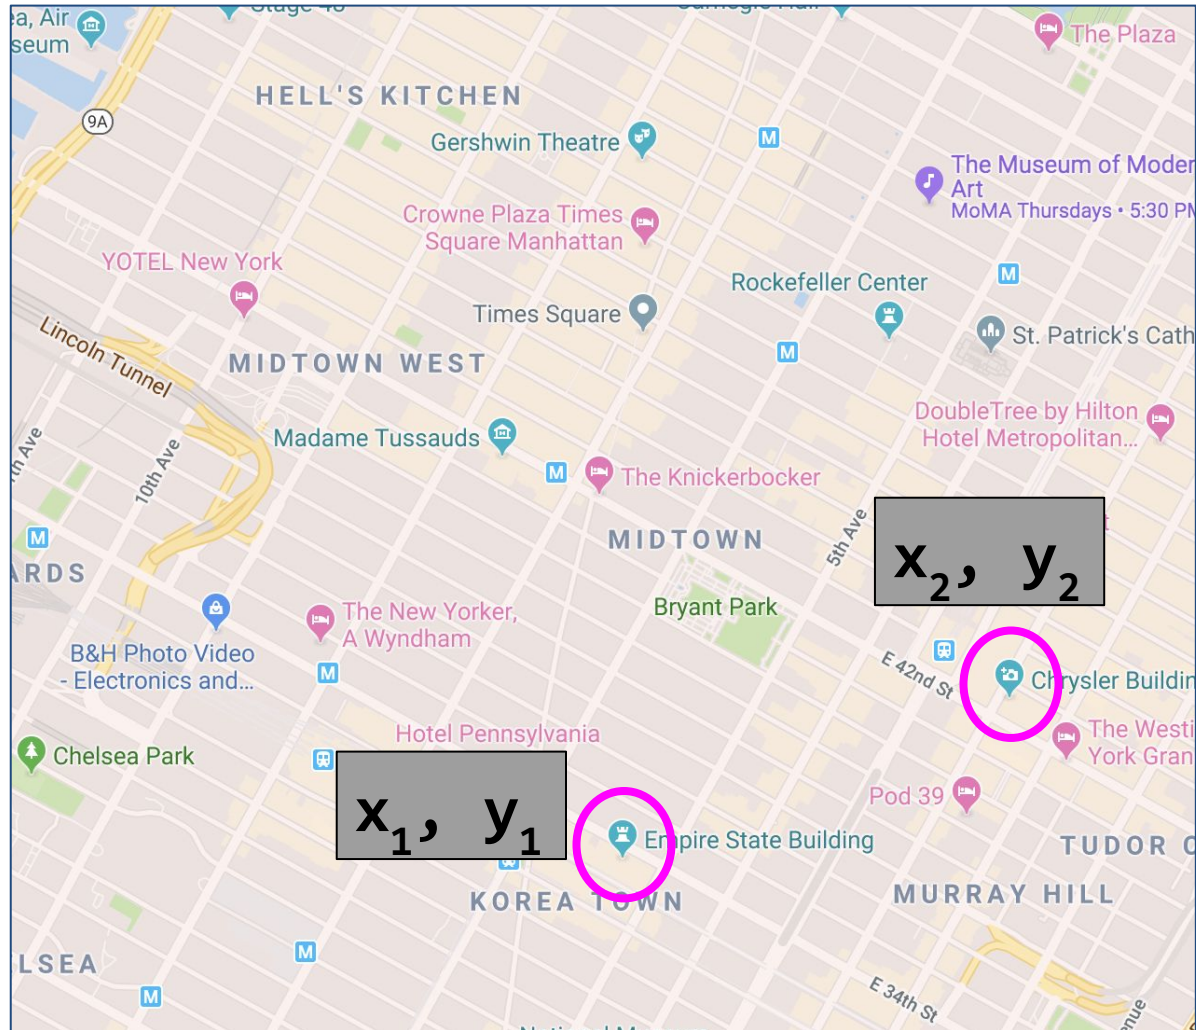 ea, Air
seum
The Plaza
HELL'S KITCHEN
9A
Gershwin Theatre
M
The Museum of Moder
Art
MoMA Thursdays • 5:30 PM
Crowne Plaza Times
Square Manhattan
YOTEL New York
M
Rockefeller Center
Times Square
St. Patrick's Cath
Lincoln Tunnel
MIDTOWN WEST
M
DoubleTree by Hilton
Hotel Metropolitan...
Madame Tussauds
M
The Knickerbocker
10th Ave
th Ave
5th Ave
M
MIDTOWN
x₂, y₂
t
ARDS
Bryant Park
The New Yorker,
A Wyndham
B&H Photo Video
- Electronics and...
M
E 42nd St
Chrysler Buildin
Hotel Pennsylvania
The Westi
York Gran
Chelsea Park
Pod 39
x₁, y₁
Empire State Building
TUDOR C
KOREA TOWN
MURRAY HILL
M
LSEA
M
E 34th St
nue